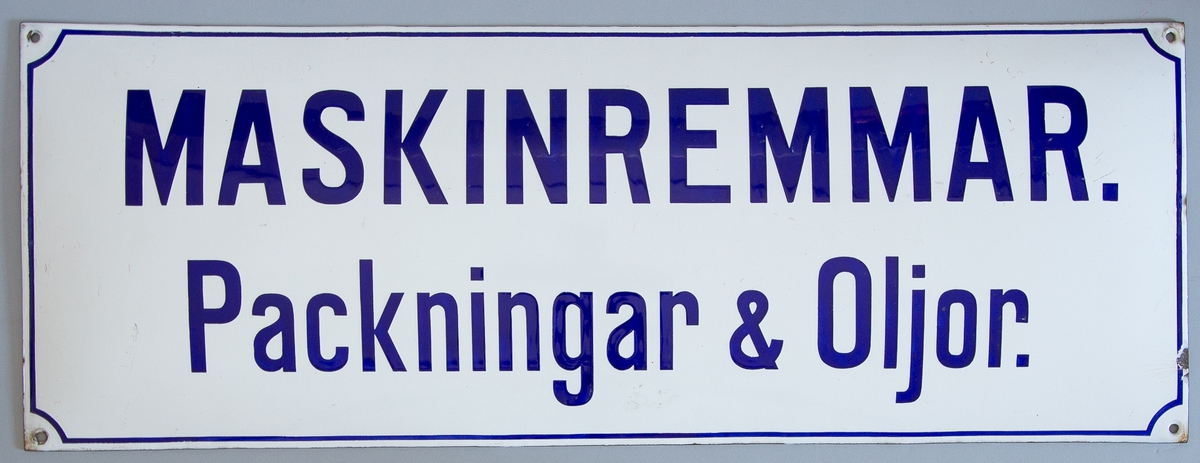 MASKINREMMAR.
Packningar & Oljor.